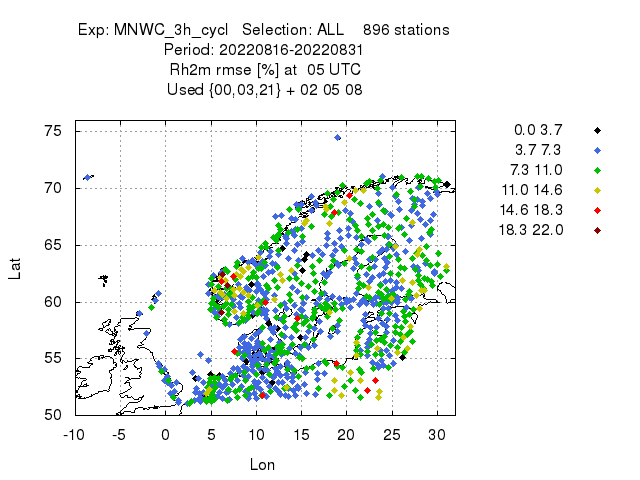 Exp: MNWC_3h_cycl Selection: ALL 896 stations
Period: 20220816-20220831
Rh2m rmse [%] at 05 UTC
Used {00,03,21} + 02 05 08
0.0 3.7
3.7 7.3
7.3 11.0
11.0 14.6
14.6 18.3
18.3 22.0
75
70
65
60
55
50
Lat
-10 -5 0 5 10 15 20 25 30
Lon